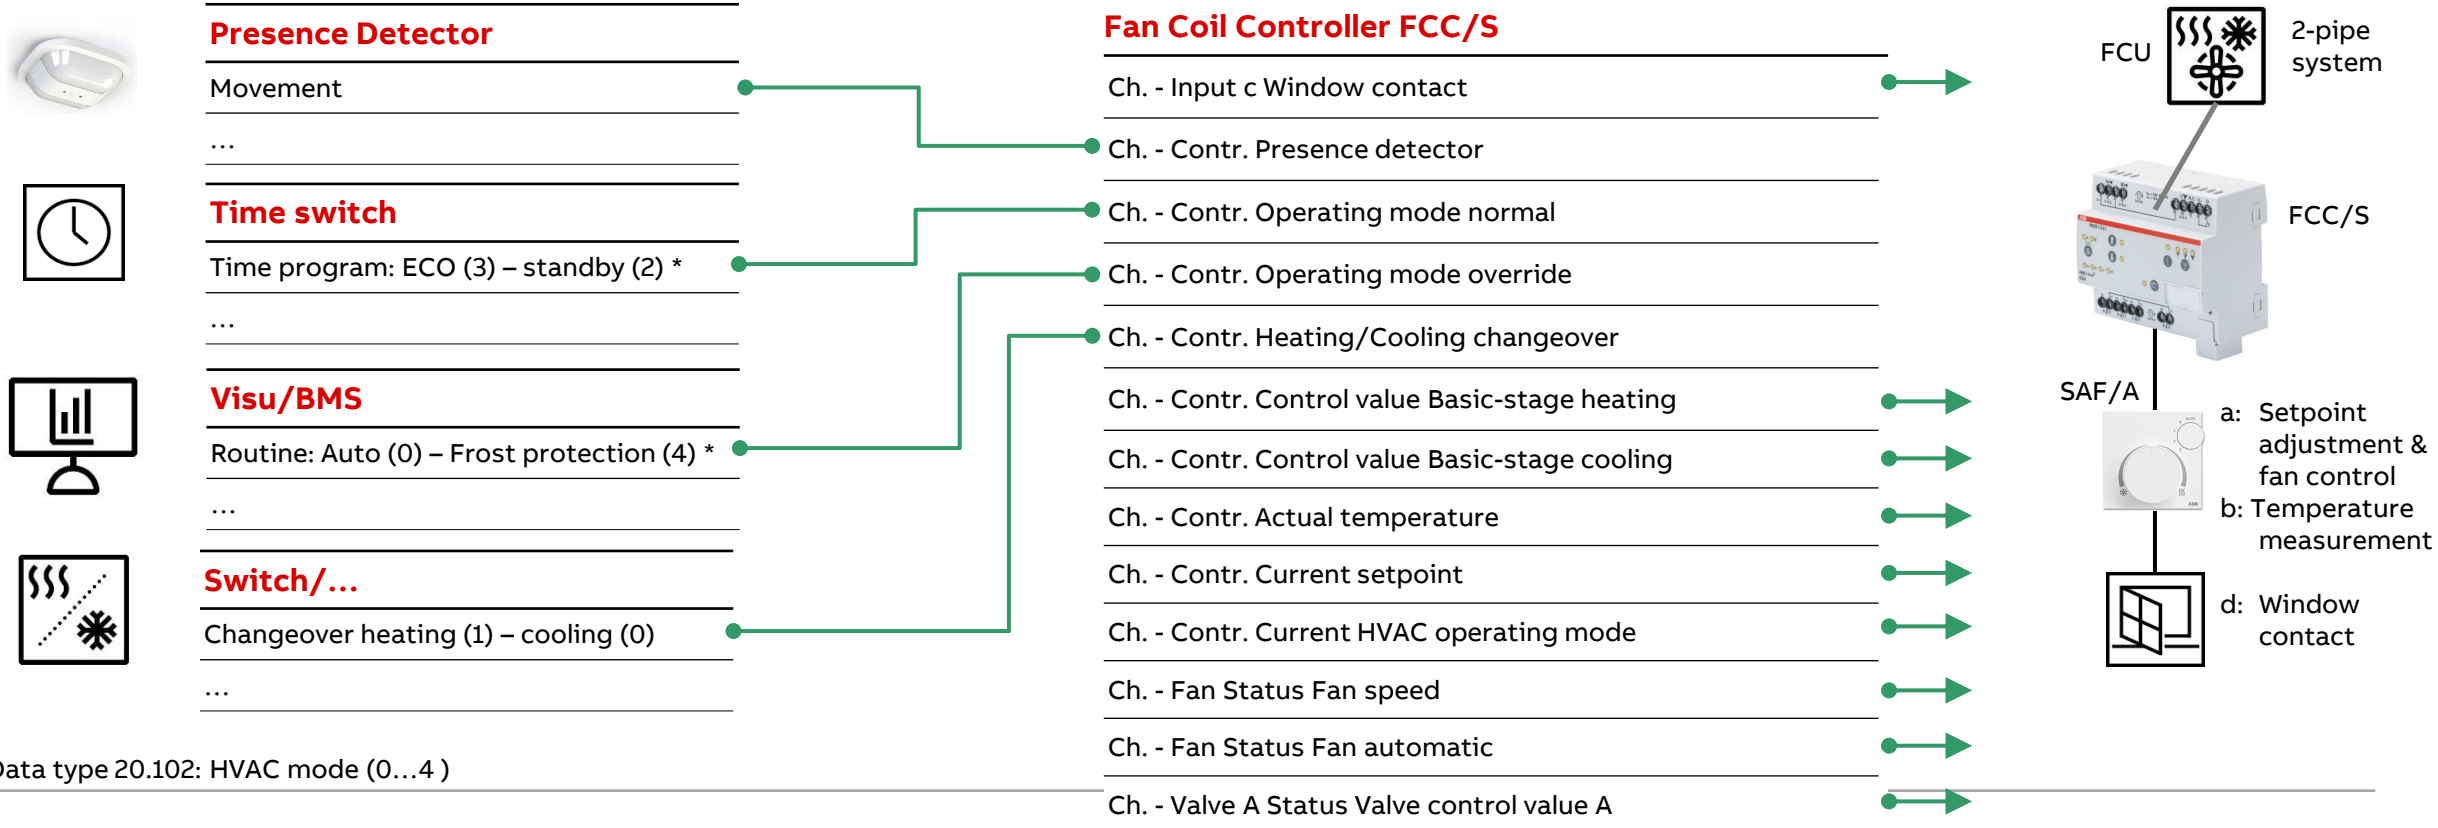 Presence Detector
Movement
...
Time switch
Time program: ECO (3) – standby (2) *
...
Visu/BMS
Routine: Auto (0) – Frost protection (4) *
...
Switch/...
Changeover heating (1) – cooling (0)
...
Data type 20.102: HVAC mode (0...4 )
Fan Coil Controller FCC/S
Ch. - Input c Window contact
Ch. - Contr. Presence detector
Ch. - Contr. Operating mode normal
Ch. - Contr. Operating mode override
Ch. - Contr. Heating/Cooling changeover
Ch. - Contr. Control value Basic-stage heating
Ch. - Contr. Control value Basic-stage cooling
Ch. - Contr. Actual temperature
Ch. - Contr. Current setpoint
Ch. - Contr. Current HVAC operating mode
Ch. - Fan Status Fan speed
Ch. - Fan Status Fan automatic
Ch. - Valve A Status Valve control value A
FCU
2-pipe
system
FCC/S
SAF/A
a: Setpoint
adjustment &
fan control
b: Temperature
measurement
d: Window
contact